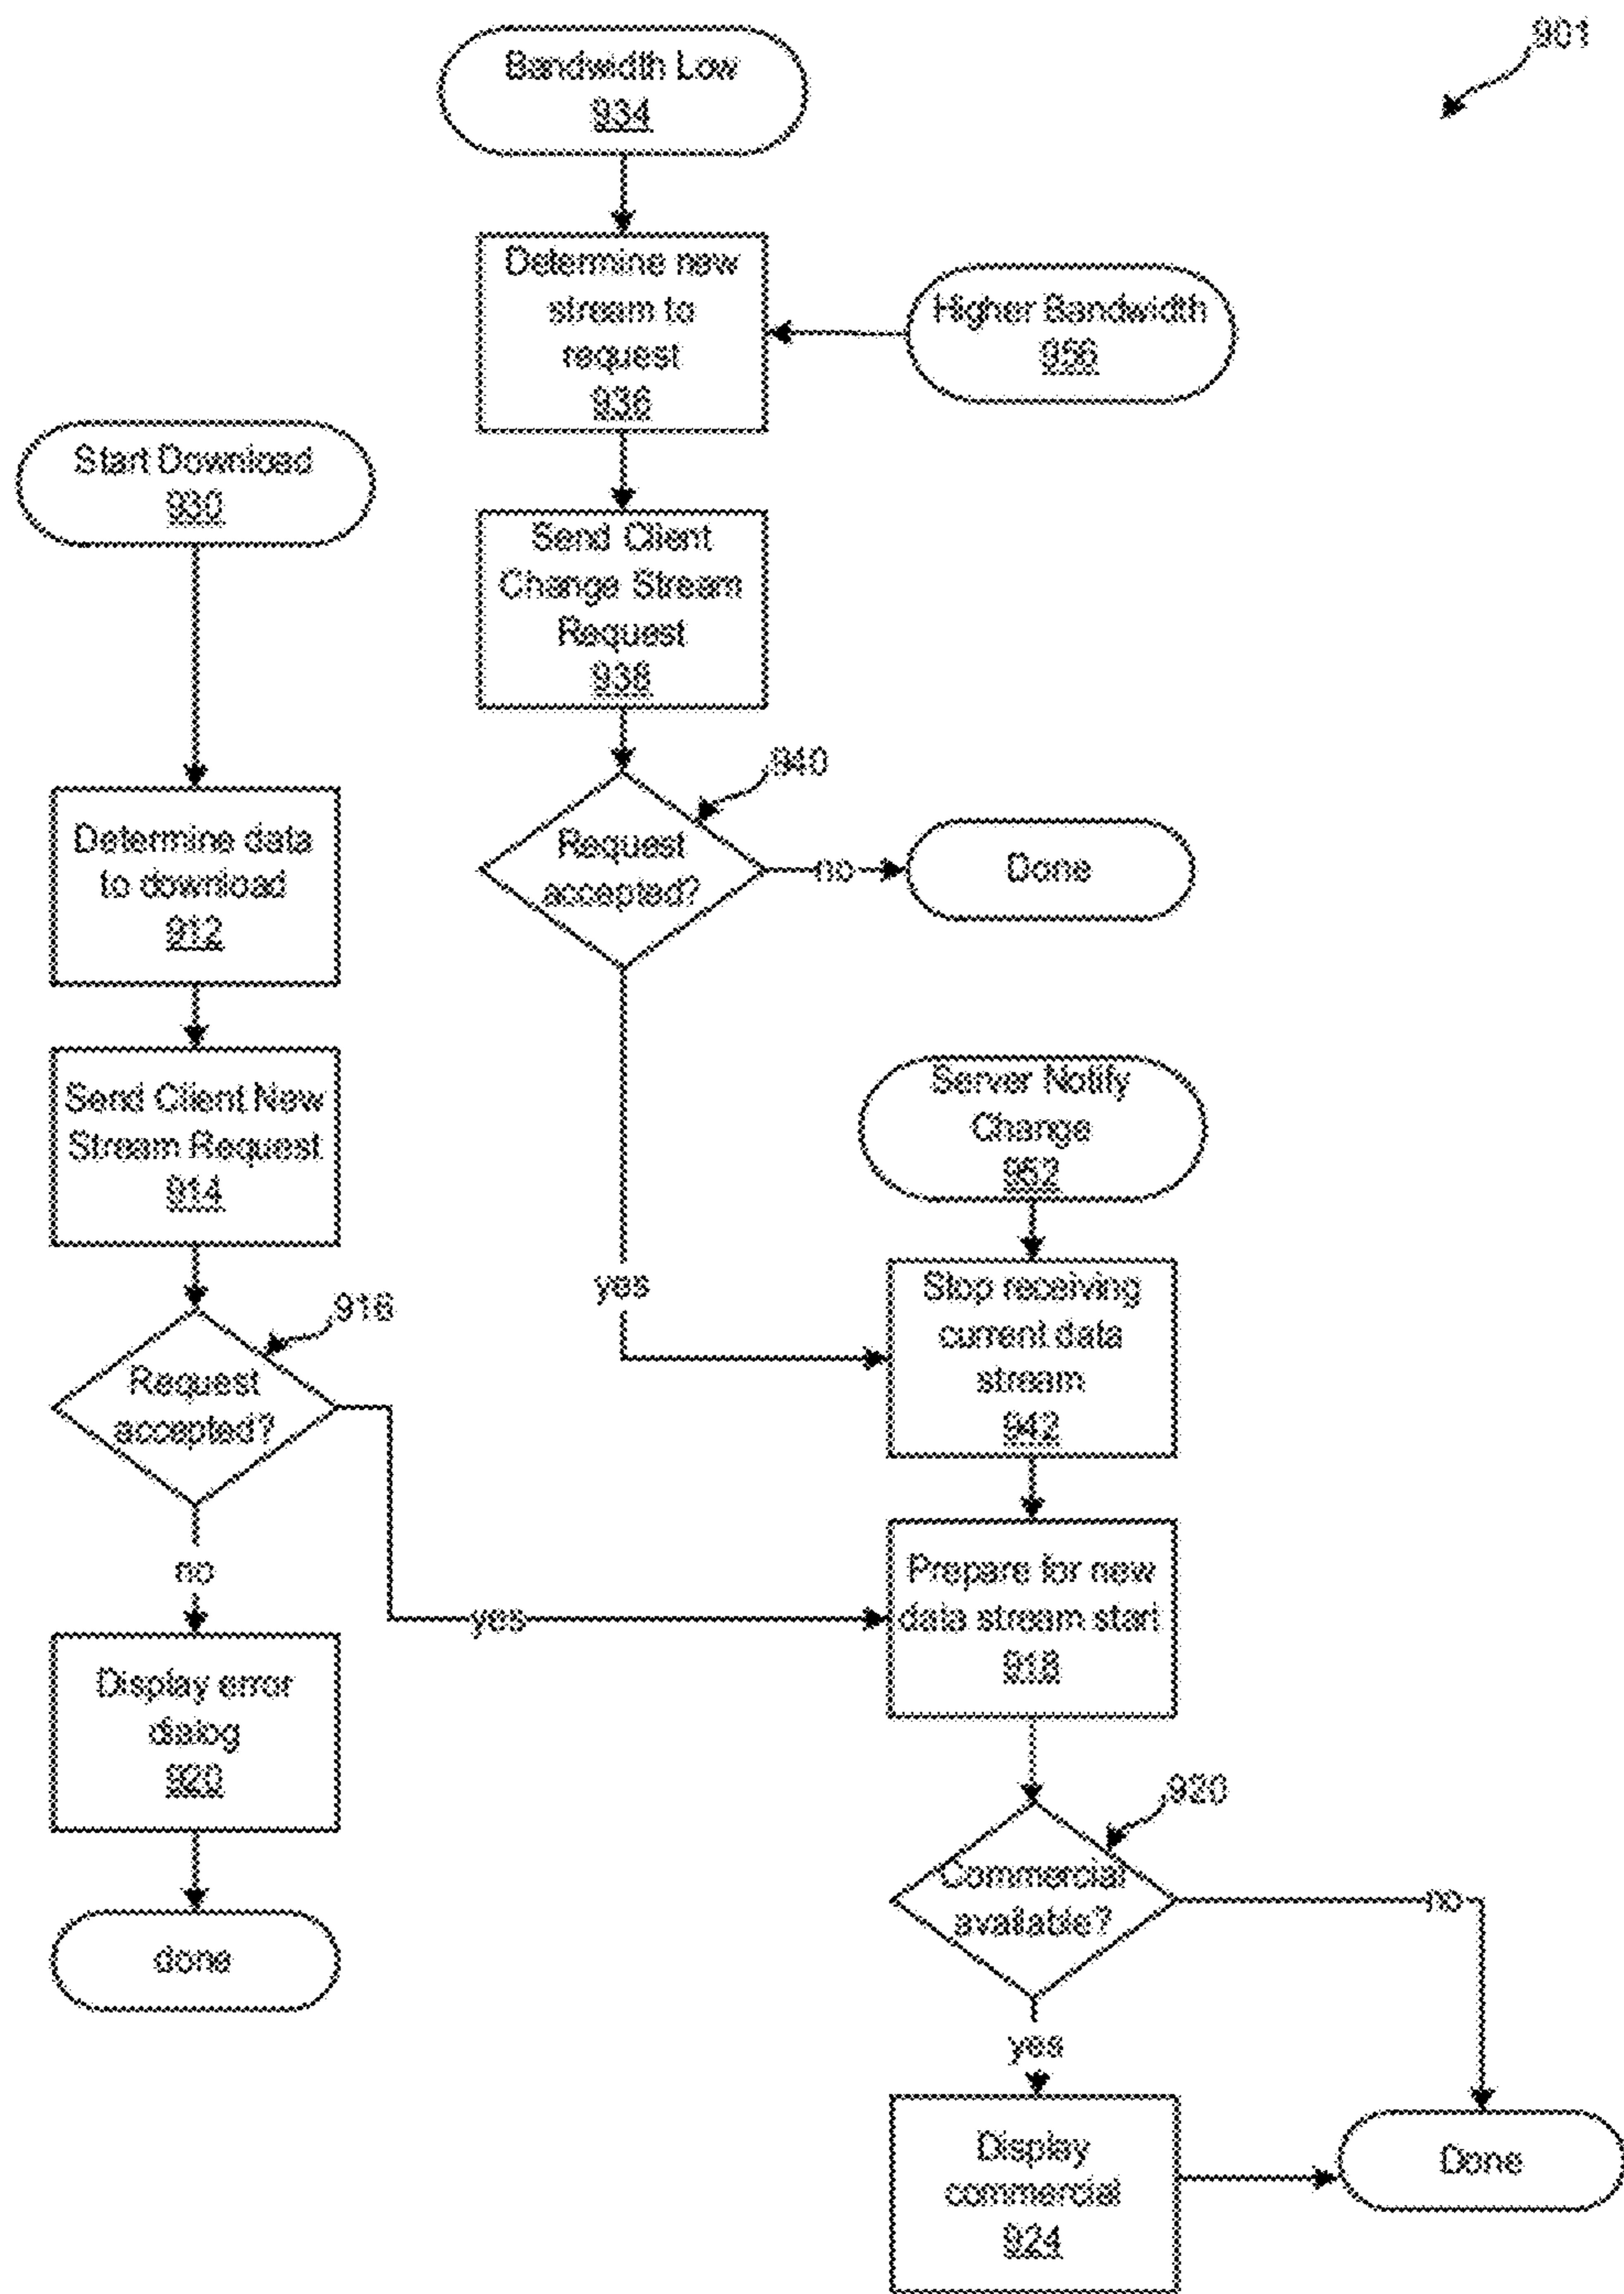 901
Bandwidth Low
934
Determine new
stream to
request
936
Higher Bandwidth
956
Start Download
930
Send Client
Change Stream
Request
938
940
Request
accepted?
no
Done
Determine data
to download
912
Send Client New
Stream Request
914
Server Notify
Change
952
yes
Stop receiving
current data
stream
942
916
Request
accepted?
no
yes
Prepare for new
data stream start
918
Display error
dialog
920
done
920
Commercial
available?
no
yes
Display
commercial
924
Done